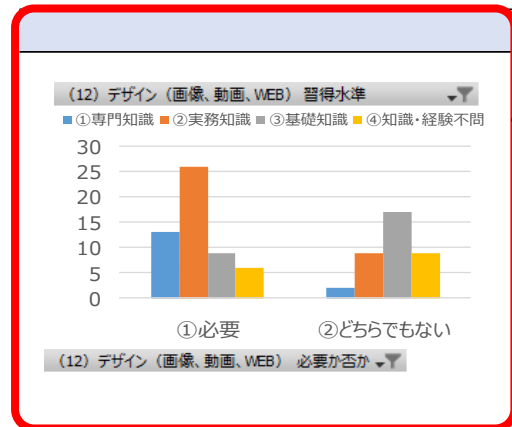 （12）デザイン（画像、動画、WEB） 習得水準
①専門知識 ②実務知識 ③基礎知識 ④知識・経験不問
30
25
20
15
10
5
0
①必要 ②どちらでもない
（12）デザイン（画像、動画、WEB） 必要か否か